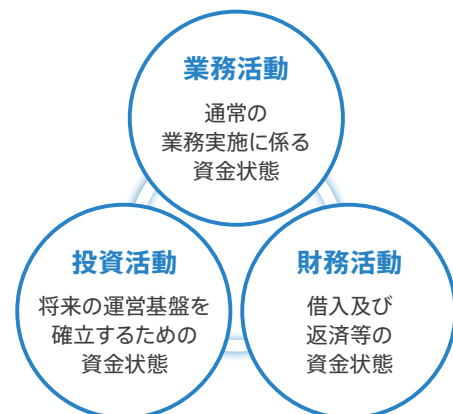 業務活動
通常の
業務実施に係る
資金状態
投資活動
将来の運営基盤を
確立するための
資金状態
財務活動
借入及び
返済等の
資金状態